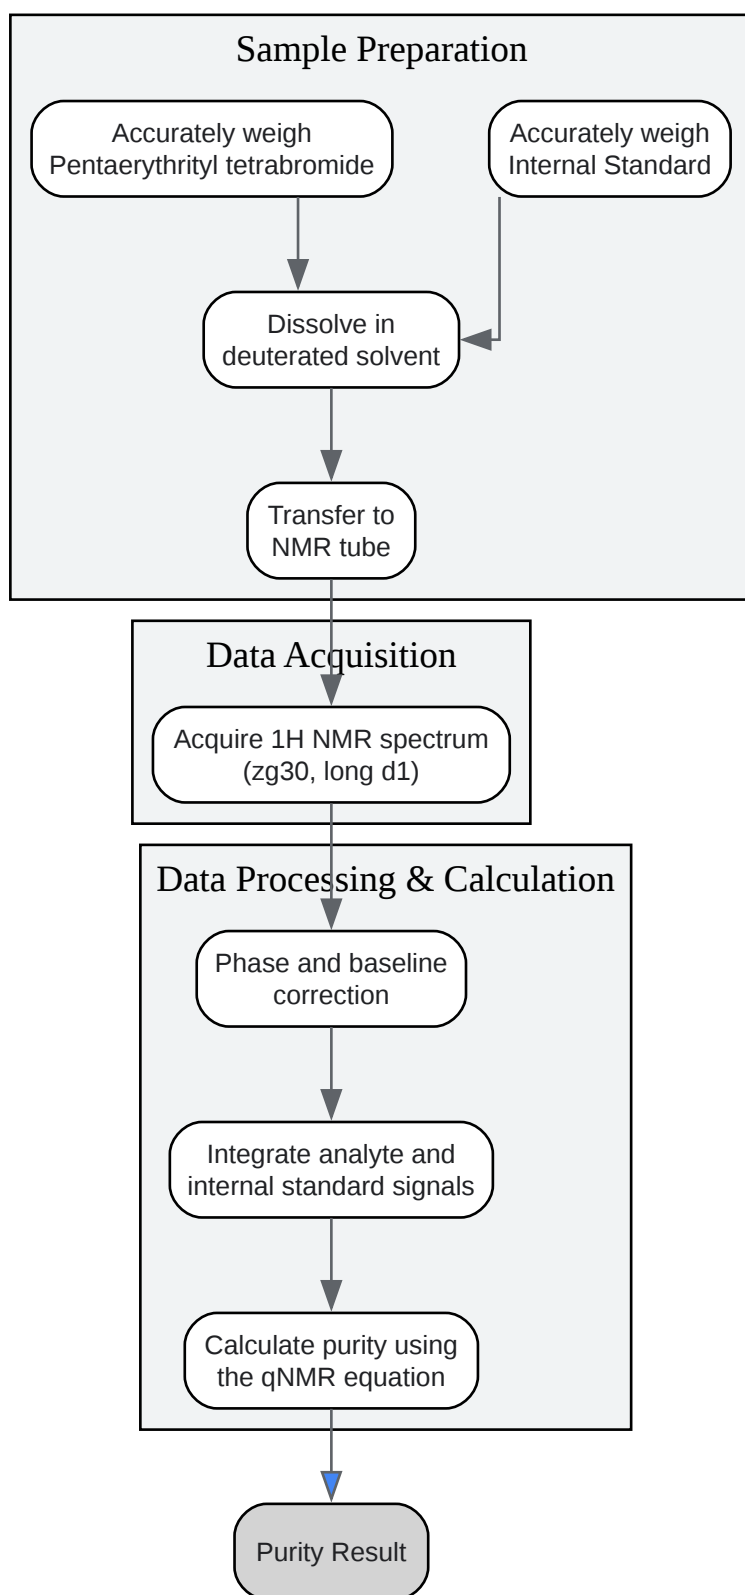 Sample Preparation
Accurately weigh
Pentaerythrityl tetrabromide
Accurately weigh
Internal Standard
Dissolve in
deuterated solvent
Transfer to
NMR tube
Data Acquisition
Acquire 1H NMR spectrum
(zg30, long d1)
Data Processing & Calculation
Phase and baseline
correction
Integrate analyte and
internal standard signals
Calculate purity using
the qNMR equation
Purity Result